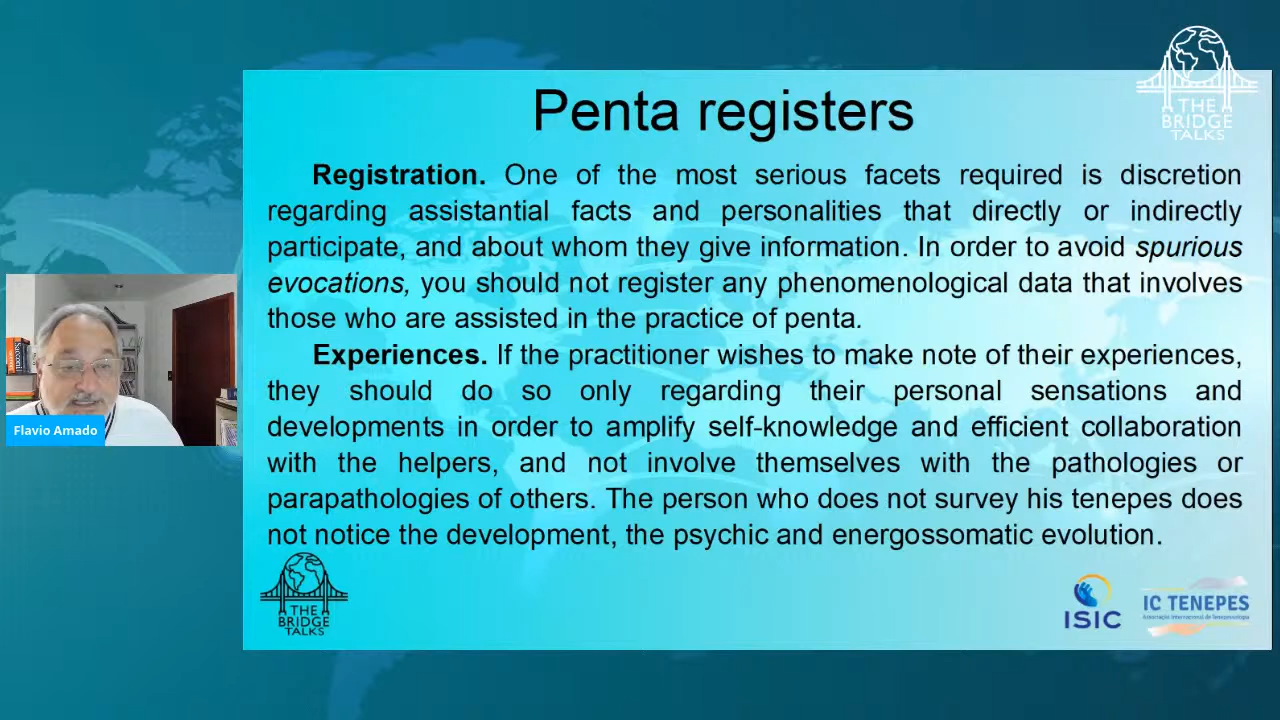 THE
BRIDGE
TALKS
Penta registers
Registration. One of the most serious facets required is discretion
regarding assistantial facts and personalities that directly or indirectly
participate, and about whom they give information. In order to avoid spurious
evocations, you should not register any phenomenological data that involves
those who are assisted in the practice of penta.
Experiences. If the practitioner wishes to make note of their experiences,
they should do so only regarding their personal sensations and
developments in order to amplify self-knowledge and efficient collaboration
with the helpers, and not involve themselves with the pathologies or
parapathologies of others. The person who does not survey his tenepes does
not notice the development, the psychic and energossomatic evolution.
Flavio Amado
THE
BRIDGE
TALKS
ISIC
IC TENEPES
Associação Internacional de Tenepessologia